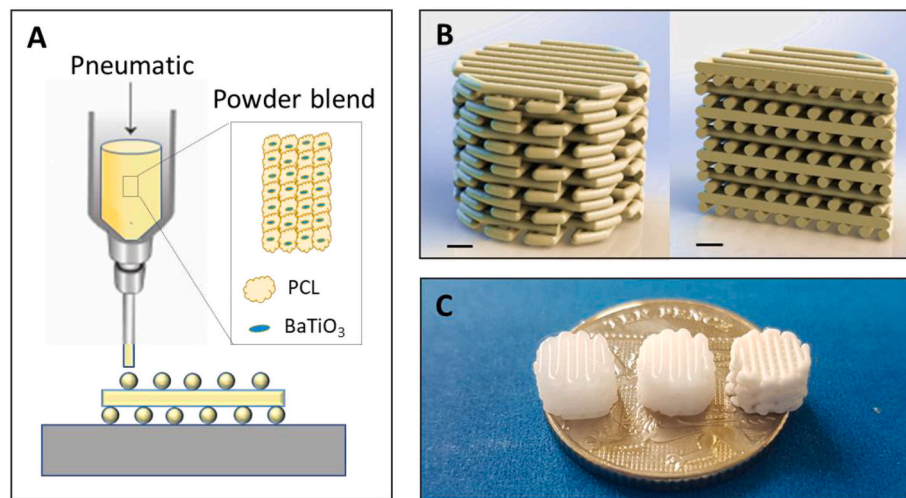 A
Pneumatic
Powder blend
PCL
BaTiO₃
B
C